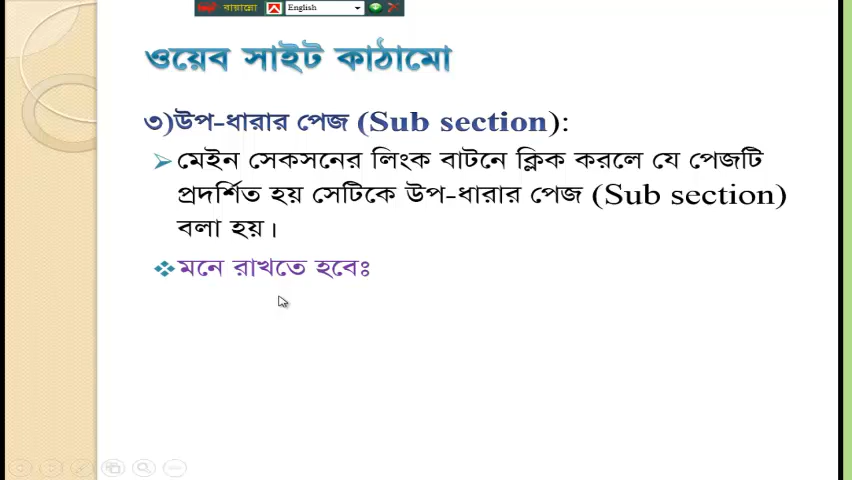 বায়ান্নো English
ওয়েব সাইট কাঠামো
৩)উপ-ধারার পেজ (Sub section):
মেইন সেকসনের লিংক বাটনে ক্লিক করলে যে পেজটি
প্রদর্শিত হয় সেটিকে উপ-ধারার পেজ (Sub section)
বলা হয়।
মনে রাখতে হবেঃ